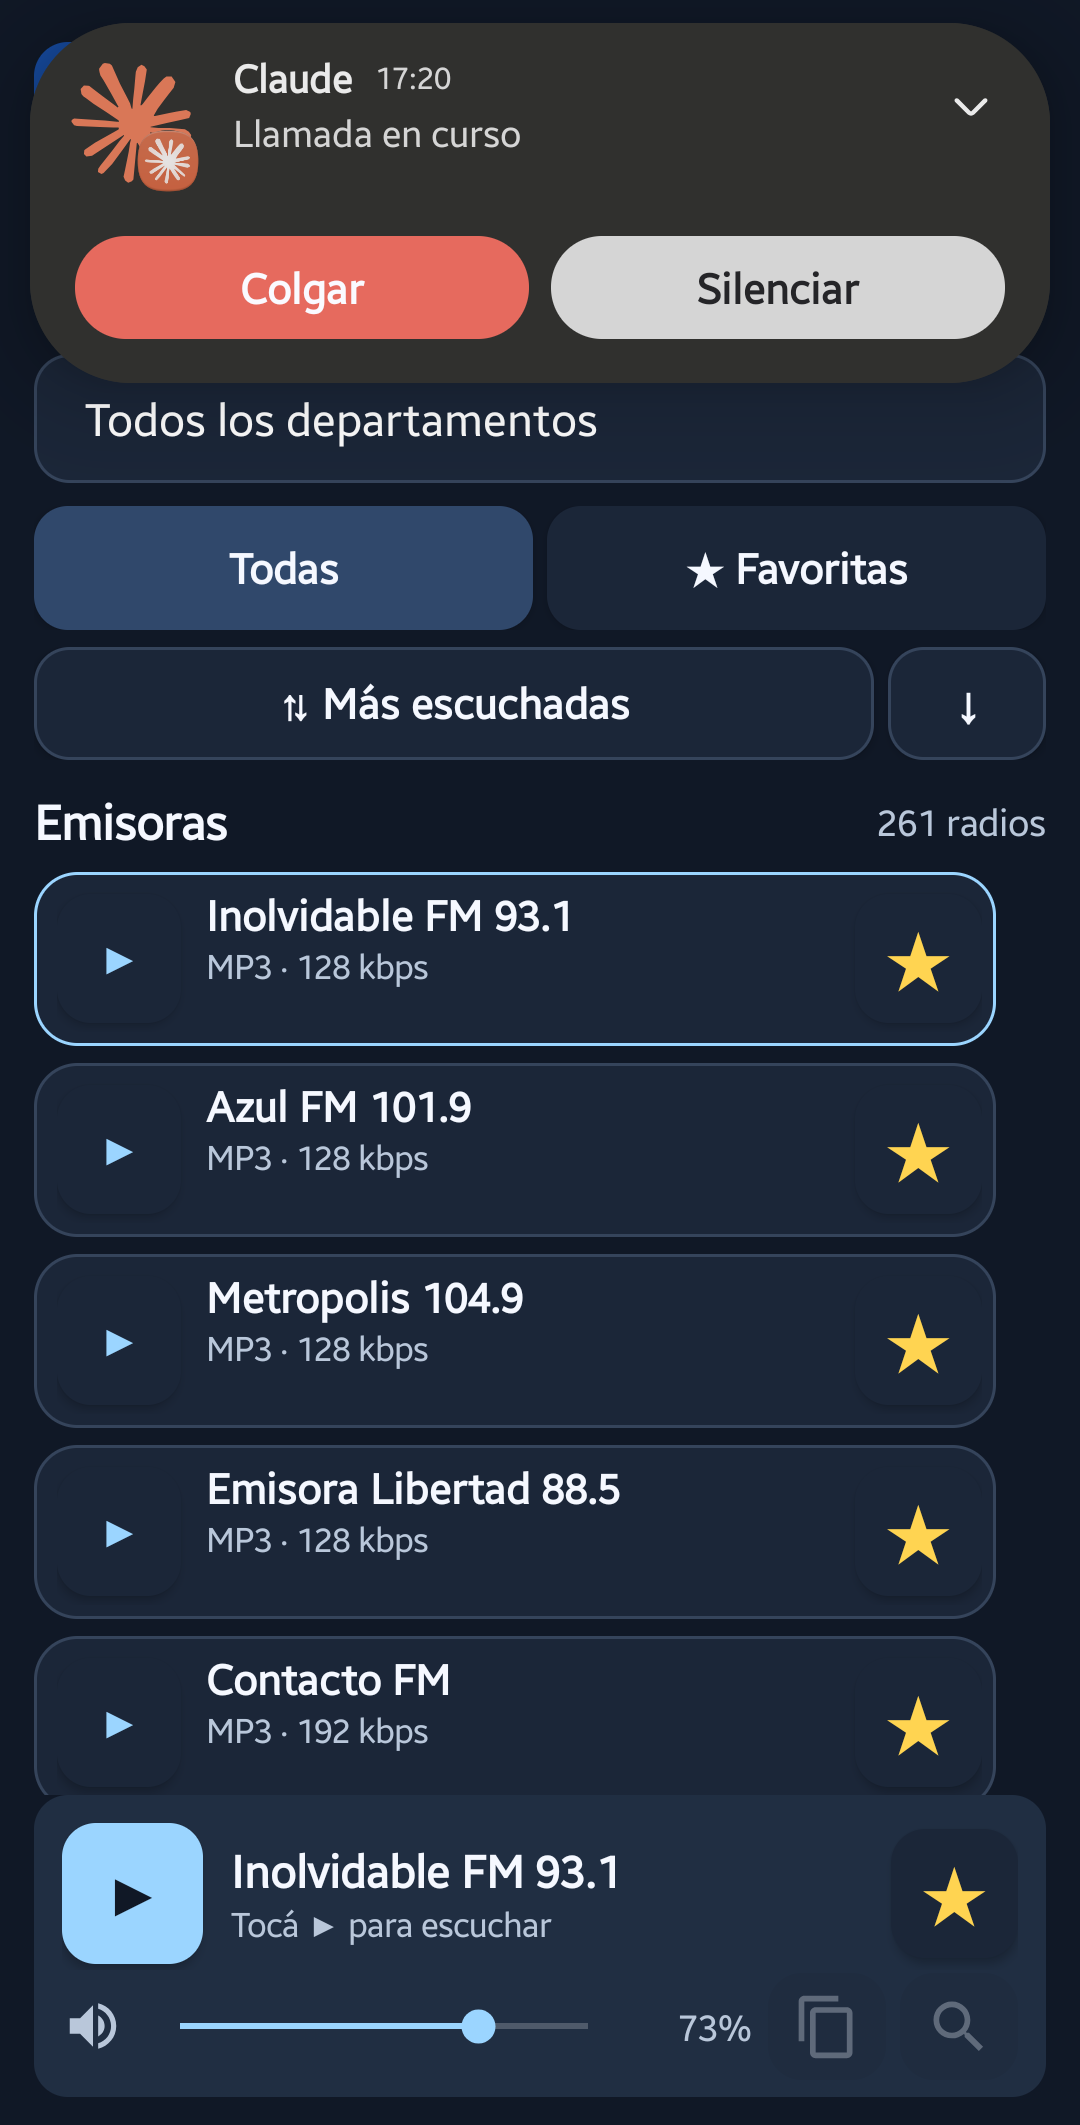 Claude 17:20
Llamada en curso
Colgar
Silenciar
Todos los departamentos
Todas
★ Favoritas
⇅ Más escuchadas
↓
Emisoras
261 radios
Inolvidable FM 93.1
MP3 · 128 kbps
Azul FM 101.9
MP3 · 128 kbps
Metropolis 104.9
MP3 · 128 kbps
Emisora Libertad 88.5
MP3 · 128 kbps
Contacto FM
MP3 · 192 kbps
Inolvidable FM 93.1
Tocá ▶ para escuchar
73%